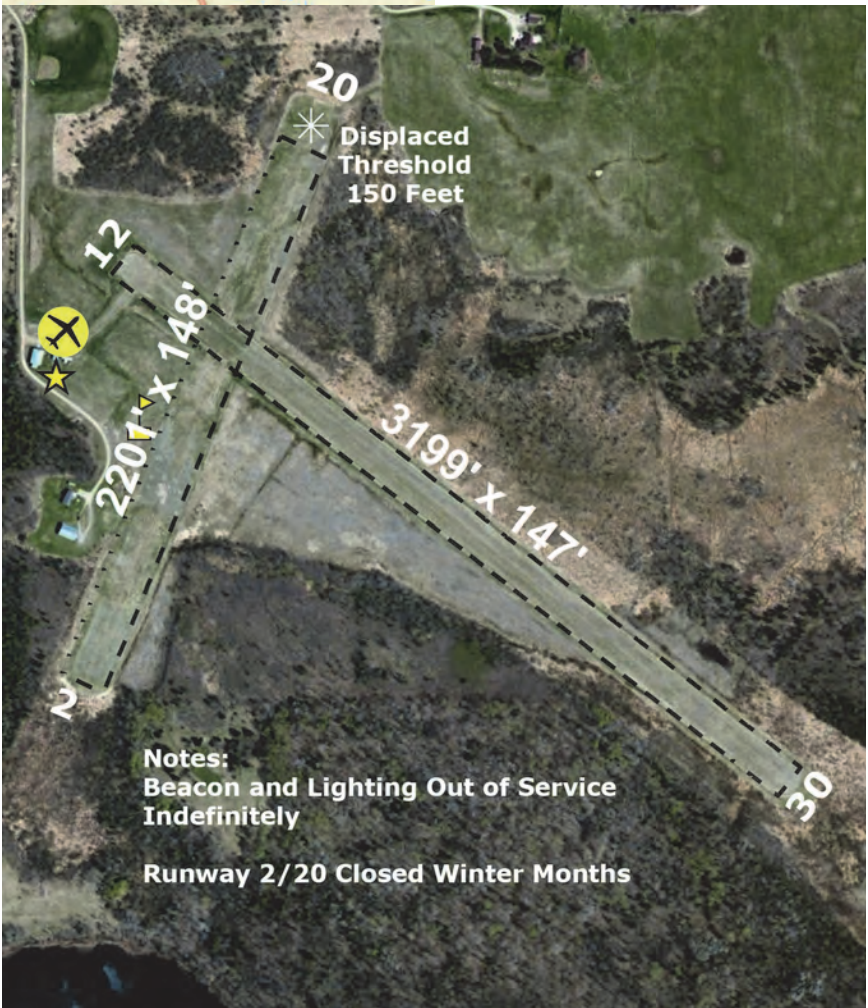 20
Displaced
Threshold
150 Feet
12
2201' x 148'
3199' x 147'
2
30
Notes:
Beacon and Lighting Out of Service
Indefinitely
Runway 2/20 Closed Winter Months